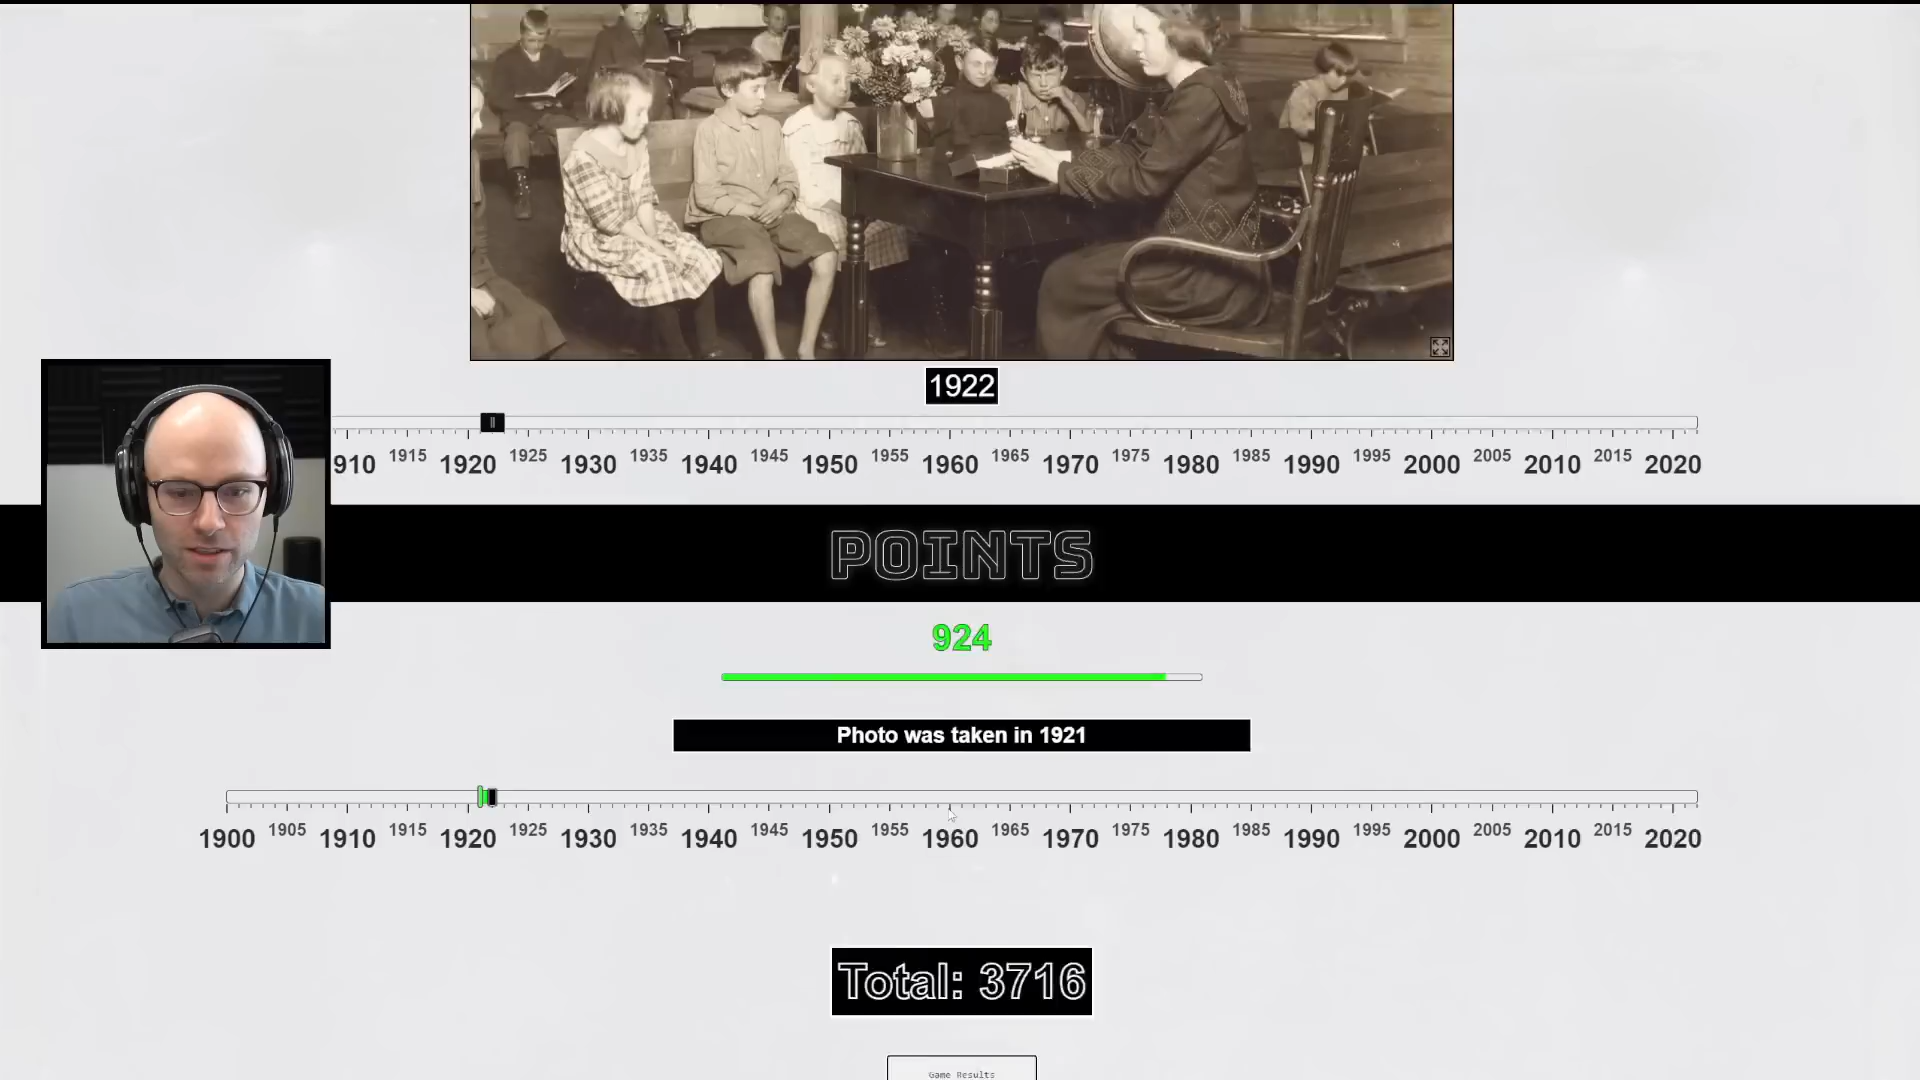 1922
910 1915 1920 1925 1930 1935 1940 1945 1950 1955 1960 1965 1970 1975 1980 1985 1990 1995 2000 2005 2010 2015 2020
POINTS
924
Photo was taken in 1921
1900 1905 1910 1915 1920 1925 1930 1935 1940 1945 1950 1955 1960 1965 1970 1975 1980 1985 1990 1995 2000 2005 2010 2015 2020
Total: 3716
Game Results